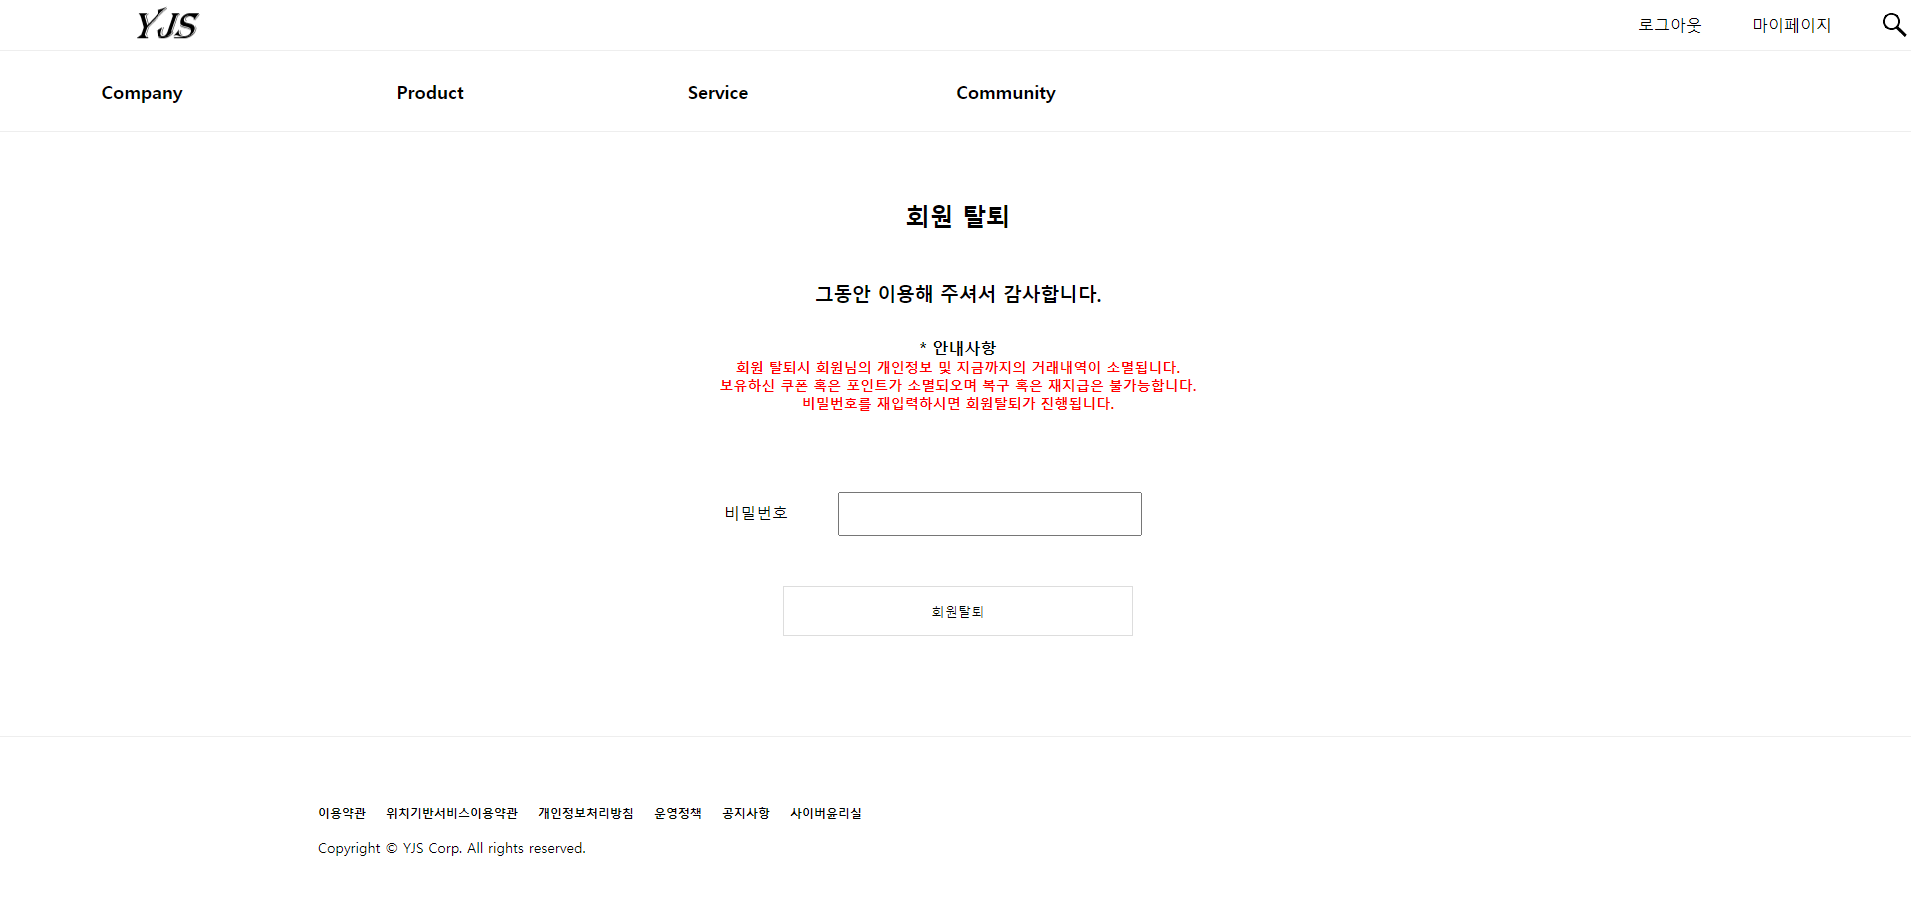 YJS
로그아웃 마이페이지
Company Product Service Community
회원 탈퇴
그동안 이용해 주셔서 감사합니다.
* 안내사항
회원 탈퇴시 회원님의 개인정보 및 지금까지의 거래내역이 소멸됩니다.
보유하신 쿠폰 혹은 포인트가 소멸되오며 복구 혹은 재지급은 불가능합니다.
비밀번호를 재입력하시면 회원탈퇴가 진행됩니다.
비밀번호
회원탈퇴
이용약관 위치기반서비스이용약관 개인정보처리방침 운영정책 공지사항 사이버윤리실
Copyright © YJS Corp. All rights reserved.